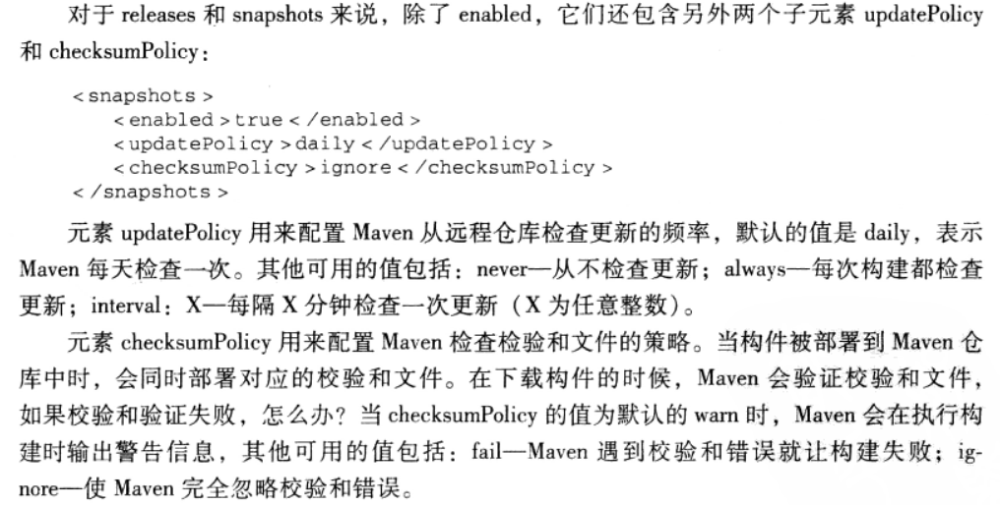 对于 releases 和 snapshots 来说，除了 enabled，它们还包含另外两个子元素 updatePolicy
和 checksumPolicy：
<snapshots>
<enabled>true</enabled>
<updatePolicy>daily</updatePolicy>
<checksumPolicy>ignore</checksumPolicy>
</snapshots>
元素 updatePolicy 用来配置 Maven 从远程仓库检查更新的频率，默认的值是 daily，表示
Maven 每天检查一次。其他可用的值包括：never—从不检查更新；always—每次构建都检查
更新；interval：X—每隔 X 分钟检查一次更新（X 为任意整数）。
元素 checksumPolicy 用来配置 Maven 检查检验和文件的策略。当构件被部署到 Maven 仓
库中时，会同时部署对应的校验和文件。在下载构件的时候，Maven 会验证校验和文件，
如果校验和验证失败，怎么办？当 checksumPolicy 的值为默认的 warn 时，Maven 会在执行构
建时输出警告信息，其他可用的值包括：fail—Maven 遇到校验和错误就让构建失败；ig-
nore—使 Maven 完全忽略校验和错误。